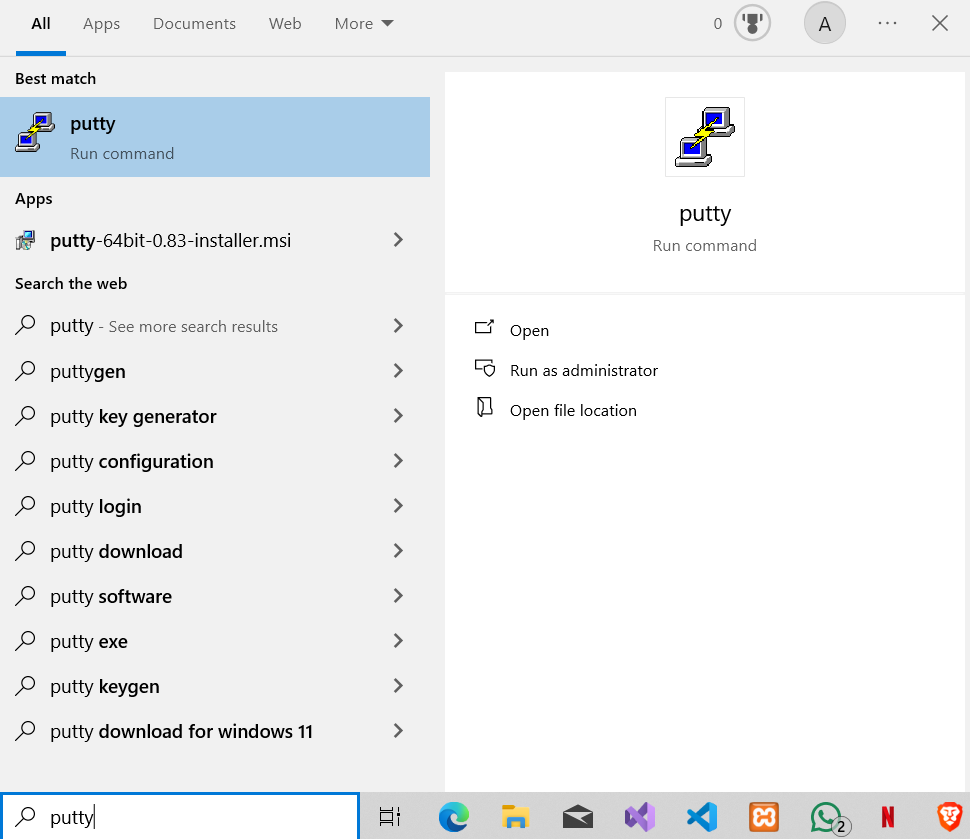 All Apps Documents Web More 0 A ...
Best match
putty
Run command
Apps
putty-64bit-0.83-installer.msi
Search the web
putty - See more search results
puttygen
putty key generator
putty configuration
putty login
putty download
putty software
putty exe
putty keygen
putty download for windows 11
putty
Run command
Open
Run as administrator
Open file location
putty
2
N